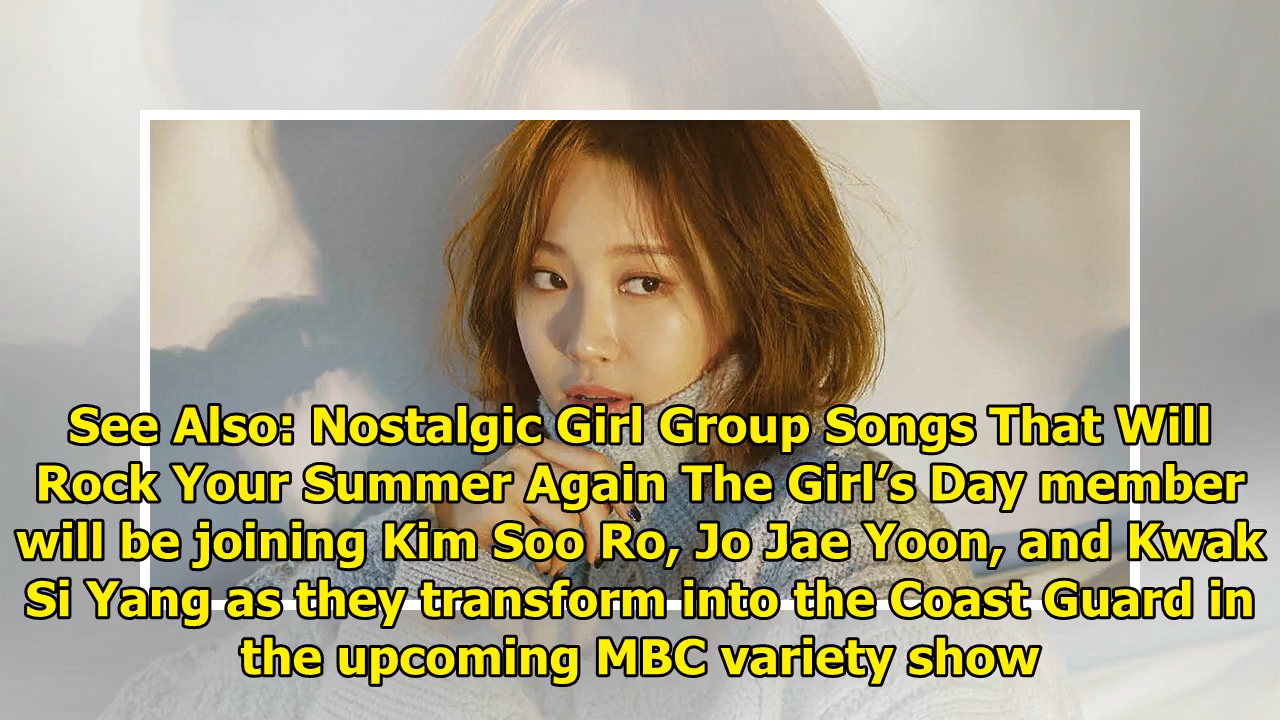 See Also: Nostalgic Girl Group Songs That Will
Rock Your Summer Again The Girl’s Day member
will be joining Kim Soo Ro, Jo Jae Yoon, and Kwak
Si Yang as they transform into the Coast Guard in
the upcoming MBC variety show